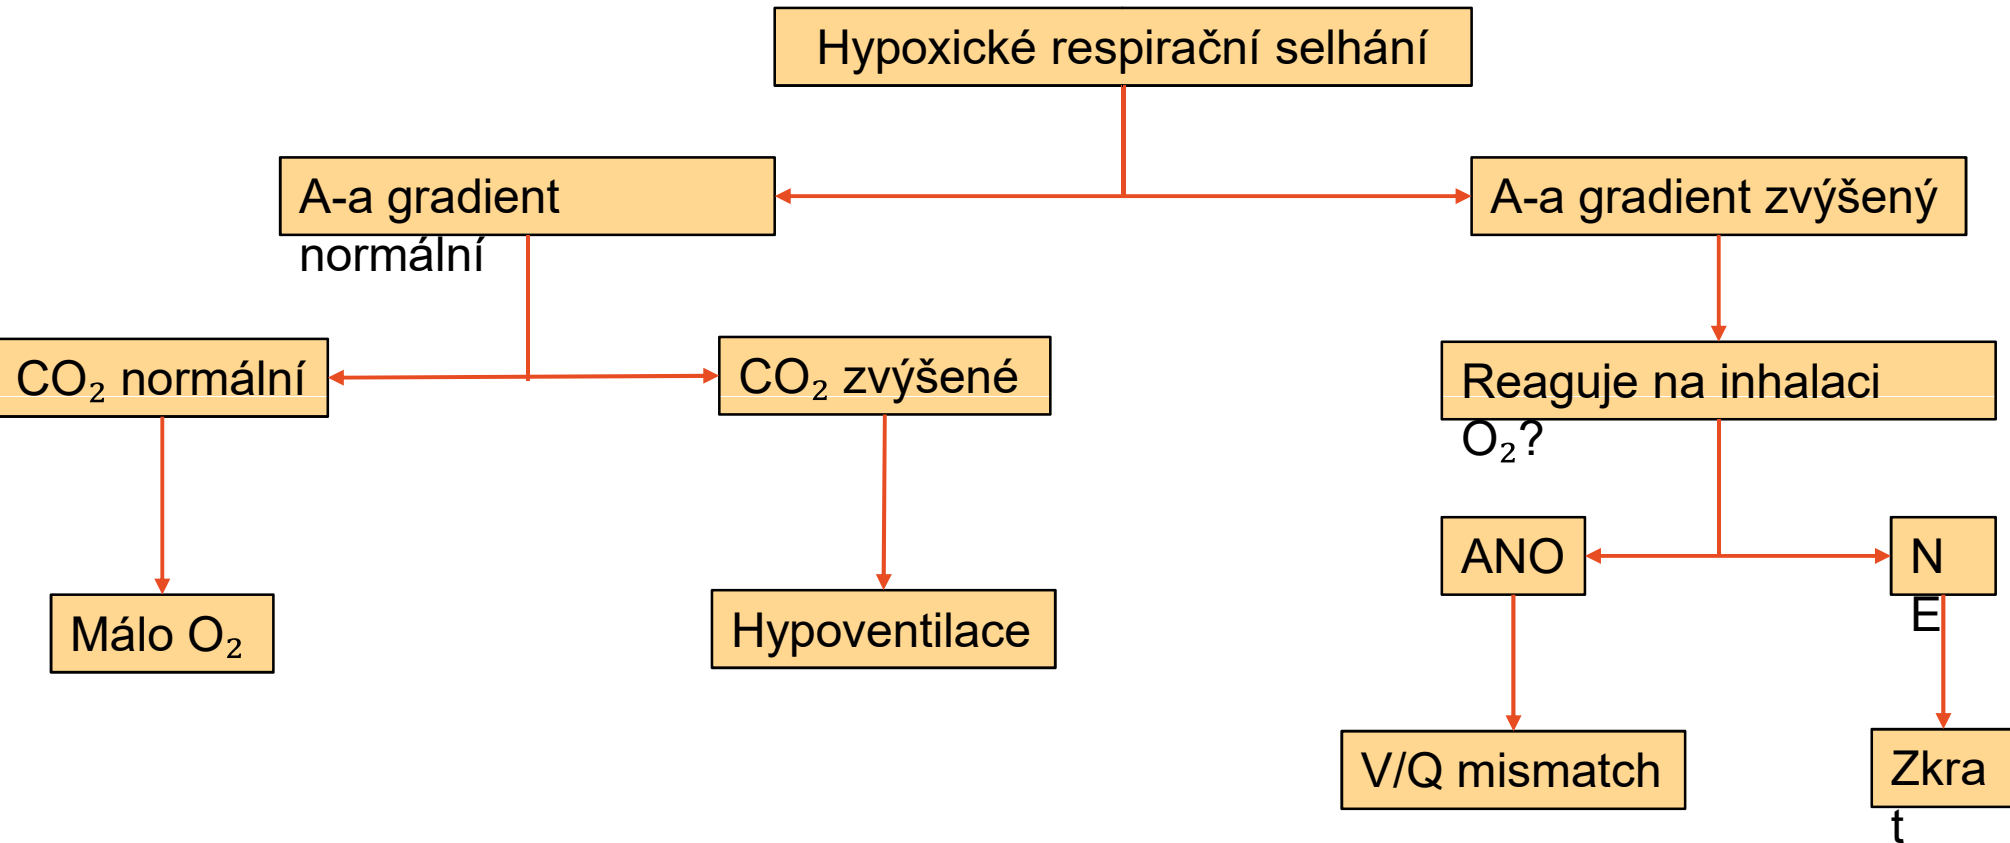 Hypoxické respirační selhání
A-a gradient
normální
A-a gradient zvýšený
CO₂ normální
CO₂ zvýšené
Reaguje na inhalaci
O₂?
ANO
N
E
Málo O₂
Hypoventilace
V/Q mismatch
Zkra
t